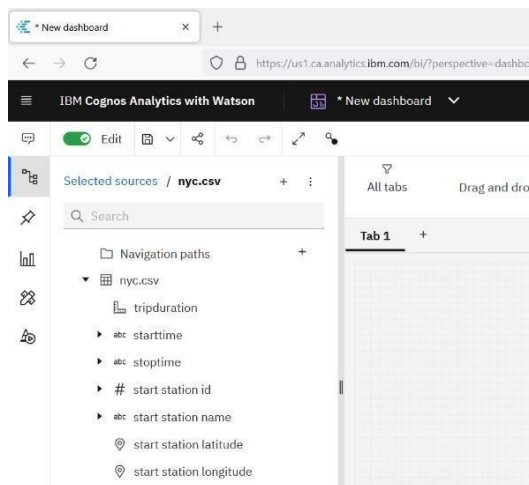 * New dashboard
https://us1.ca.analytics.ibm.com/bi/?perspective=dashbo
IBM Cognos Analytics with Watson
* New dashboard
Edit
Selected sources / nyc.csv
All tabs
Drag and dro
Search
Tab 1
Navigation paths
nyc.csv
tripduration
abc starttime
abc stoptime
# start station id
abc start station name
start station latitude
start station longitude